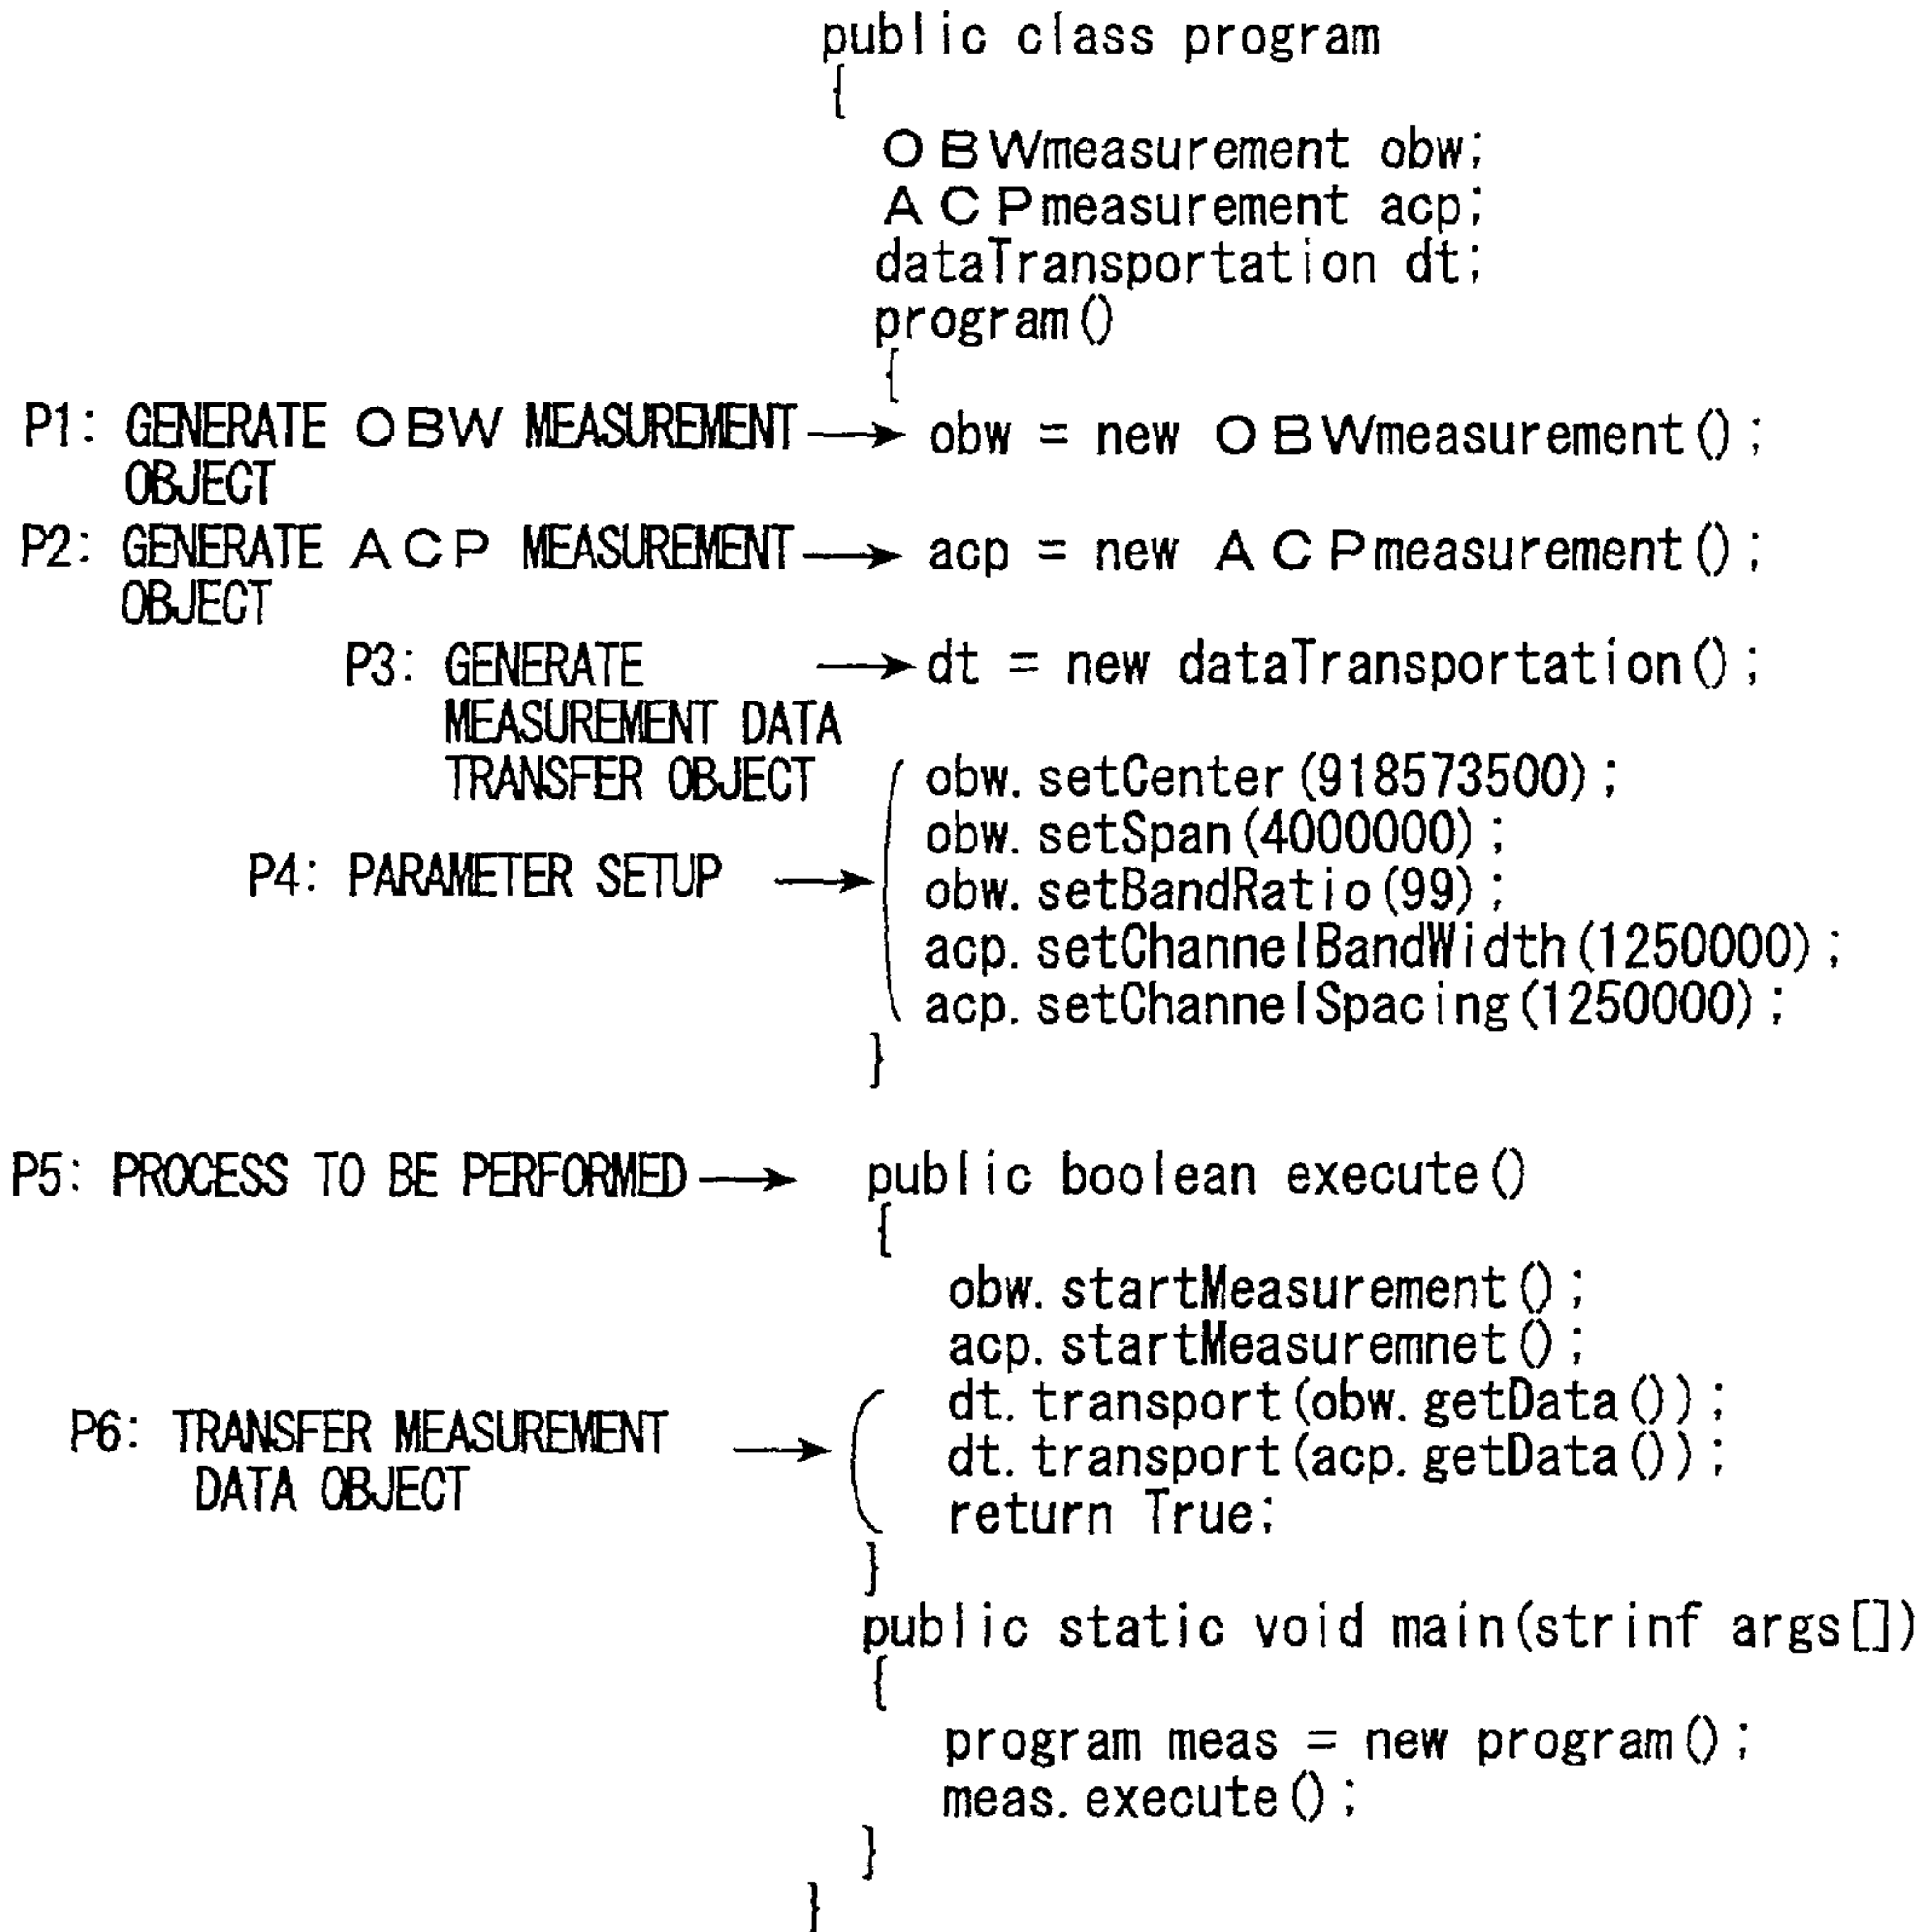 public class program
{
OBWmeasurement obw;
ACPmeasurement acp;
dataTransportation dt;
program()
{
P1: GENERATE OBW MEASUREMENT → obw = new OBWmeasurement();
OBJECT
P2: GENERATE ACP MEASUREMENT → acp = new ACPmeasurement();
OBJECT
P3: GENERATE → dt = new dataTransportation();
MEASUREMENT DATA
TRANSFER OBJECT
obw.setCenter(918573500);
obw.setSpan(4000000);
P4: PARAMETER SETUP → obw.setBandRatio(99);
acp.setChannelBandWidth(1250000);
acp.setChannelSpacing(1250000);
}
P5: PROCESS TO BE PERFORMED → public boolean execute()
{
obw.startMeasurement();
acp.startMeasuremnet();
dt.transport(obw.getData());
P6: TRANSFER MEASUREMENT → dt.transport(acp.getData());
DATA OBJECT
return True;
}
public static void main(strinf args[])
{
program meas = new program();
meas.execute();
}
}